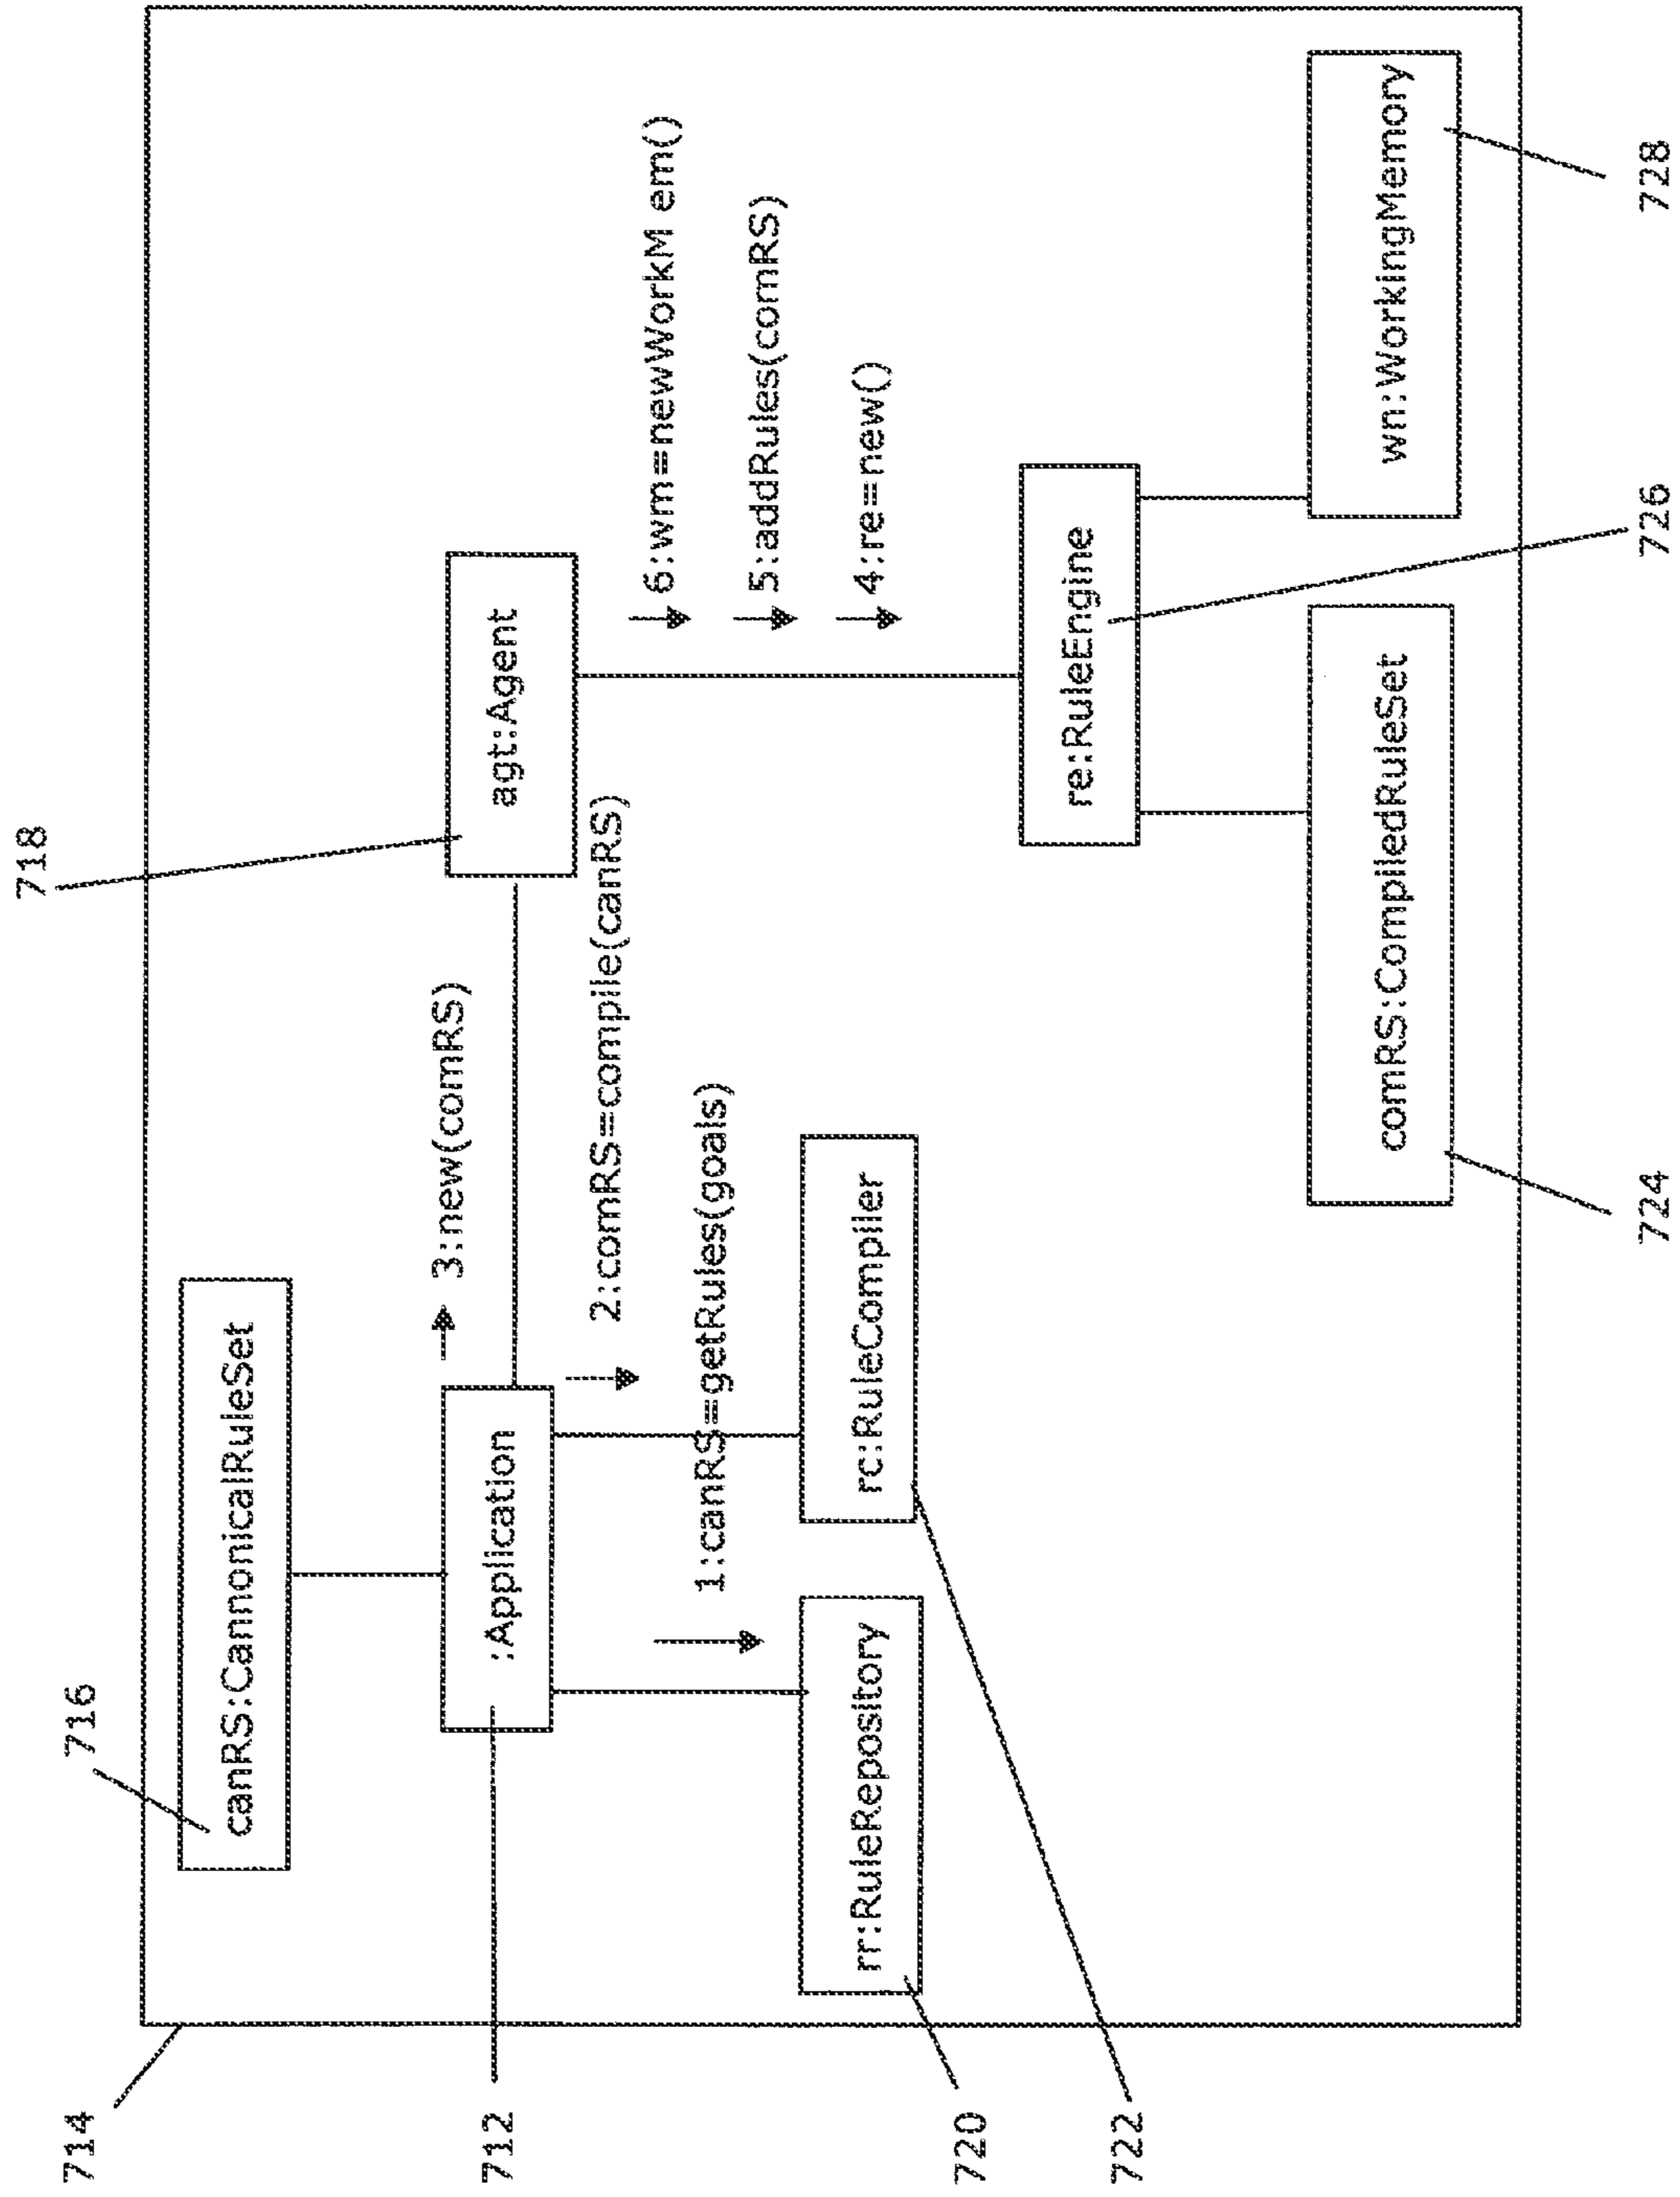 714
716
718
canRS:CannonicalRuleSet
712
:Application
3:new(comRS)
agt:Agent
2:comRS=compile(canRS)
6:wm=newWorkM em()
1:canRS=getRules(goals)
5:addRules(comRS)
4:re=new()
720
rr:RuleRepository
rc:RuleCompiler
722
re:RuleEngine
comRS:CompiledRuleSet
wn:WorkingMemory
724
726
728